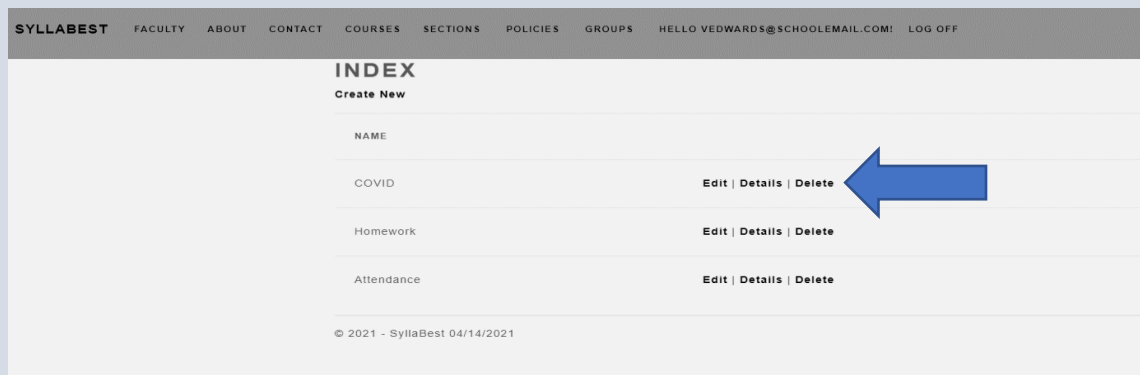 SYLLABEST FACULTY ABOUT CONTACT COURSES SECTIONS POLICIES GROUPS HELLO VEDWARDS@SCHOOLEMAIL.COM! LOG OFF
INDEX
Create New
NAME
COVID Edit | Details | Delete
Homework Edit | Details | Delete
Attendance Edit | Details | Delete
© 2021 - SyllaBest 04/14/2021